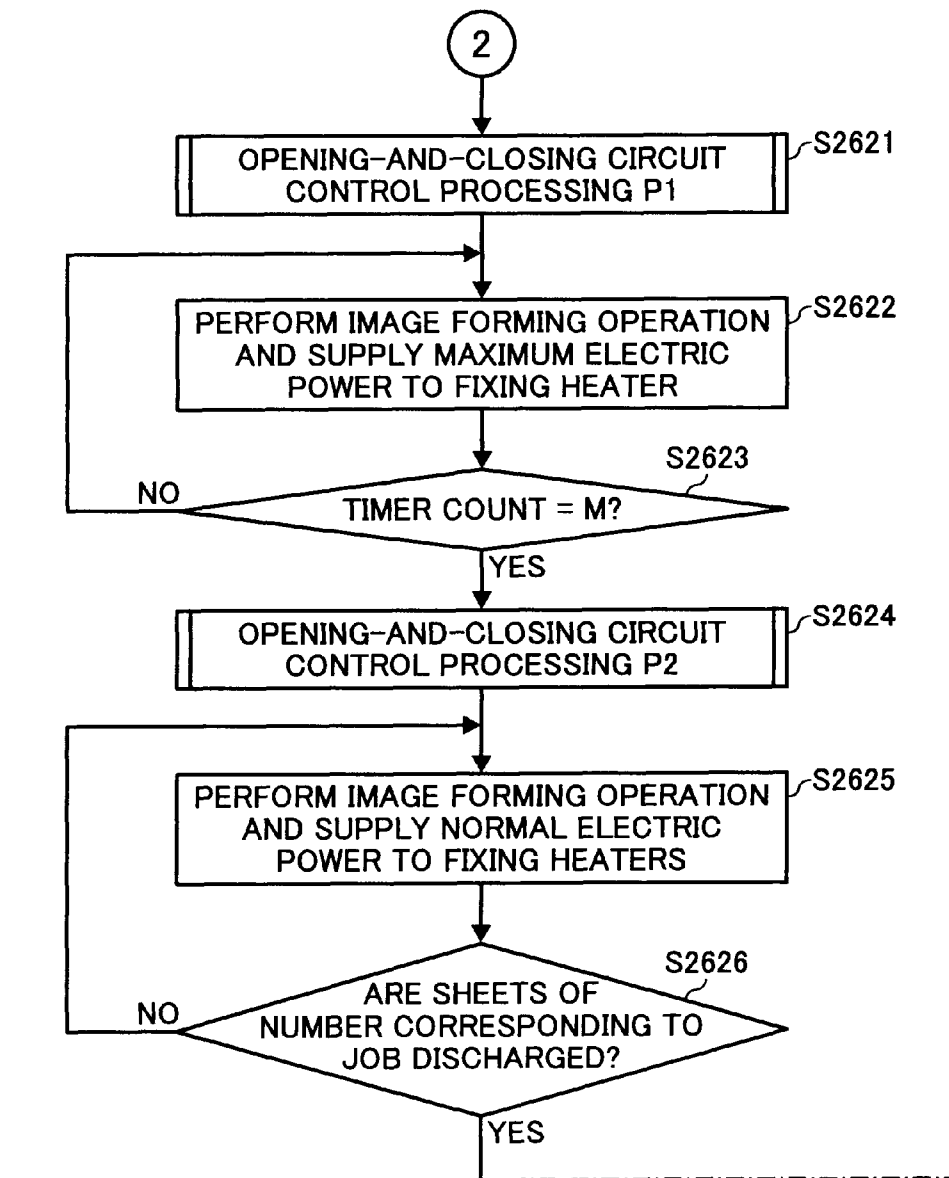 2
OPENING-AND-CLOSING CIRCUIT
CONTROL PROCESSING P1
S2621
PERFORM IMAGE FORMING OPERATION
AND SUPPLY MAXIMUM ELECTRIC
POWER TO FIXING HEATER
S2622
S2623
TIMER COUNT = M?
NO
YES
OPENING-AND-CLOSING CIRCUIT
CONTROL PROCESSING P2
S2624
PERFORM IMAGE FORMING OPERATION
AND SUPPLY NORMAL ELECTRIC
POWER TO FIXING HEATERS
S2625
S2626
ARE SHEETS OF
NUMBER CORRESPONDING TO
JOB DISCHARGED?
NO
YES